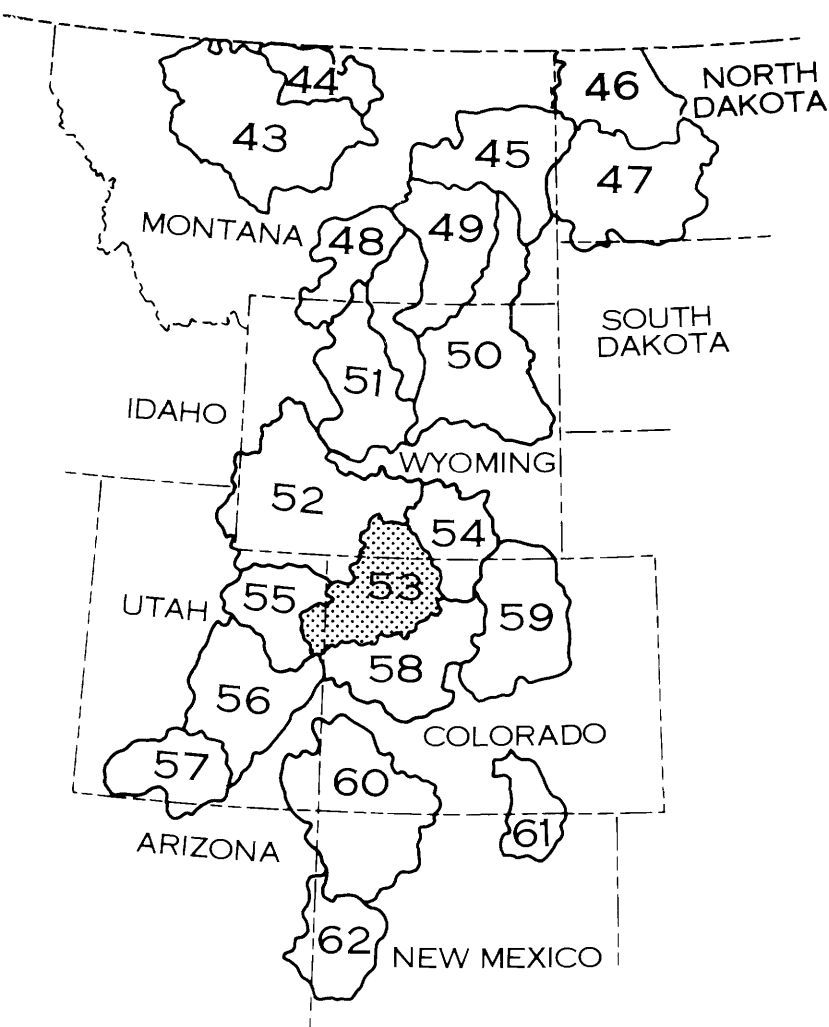 44
46
NORTH
DAKOTA
43
45
47
MONTANA
48
49
SOUTH
DAKOTA
50
51
IDAHO
WYOMING
52
54
53
55
UTAH
59
58
56
COLORADO
57
60
61
ARIZONA
62
NEW MEXICO